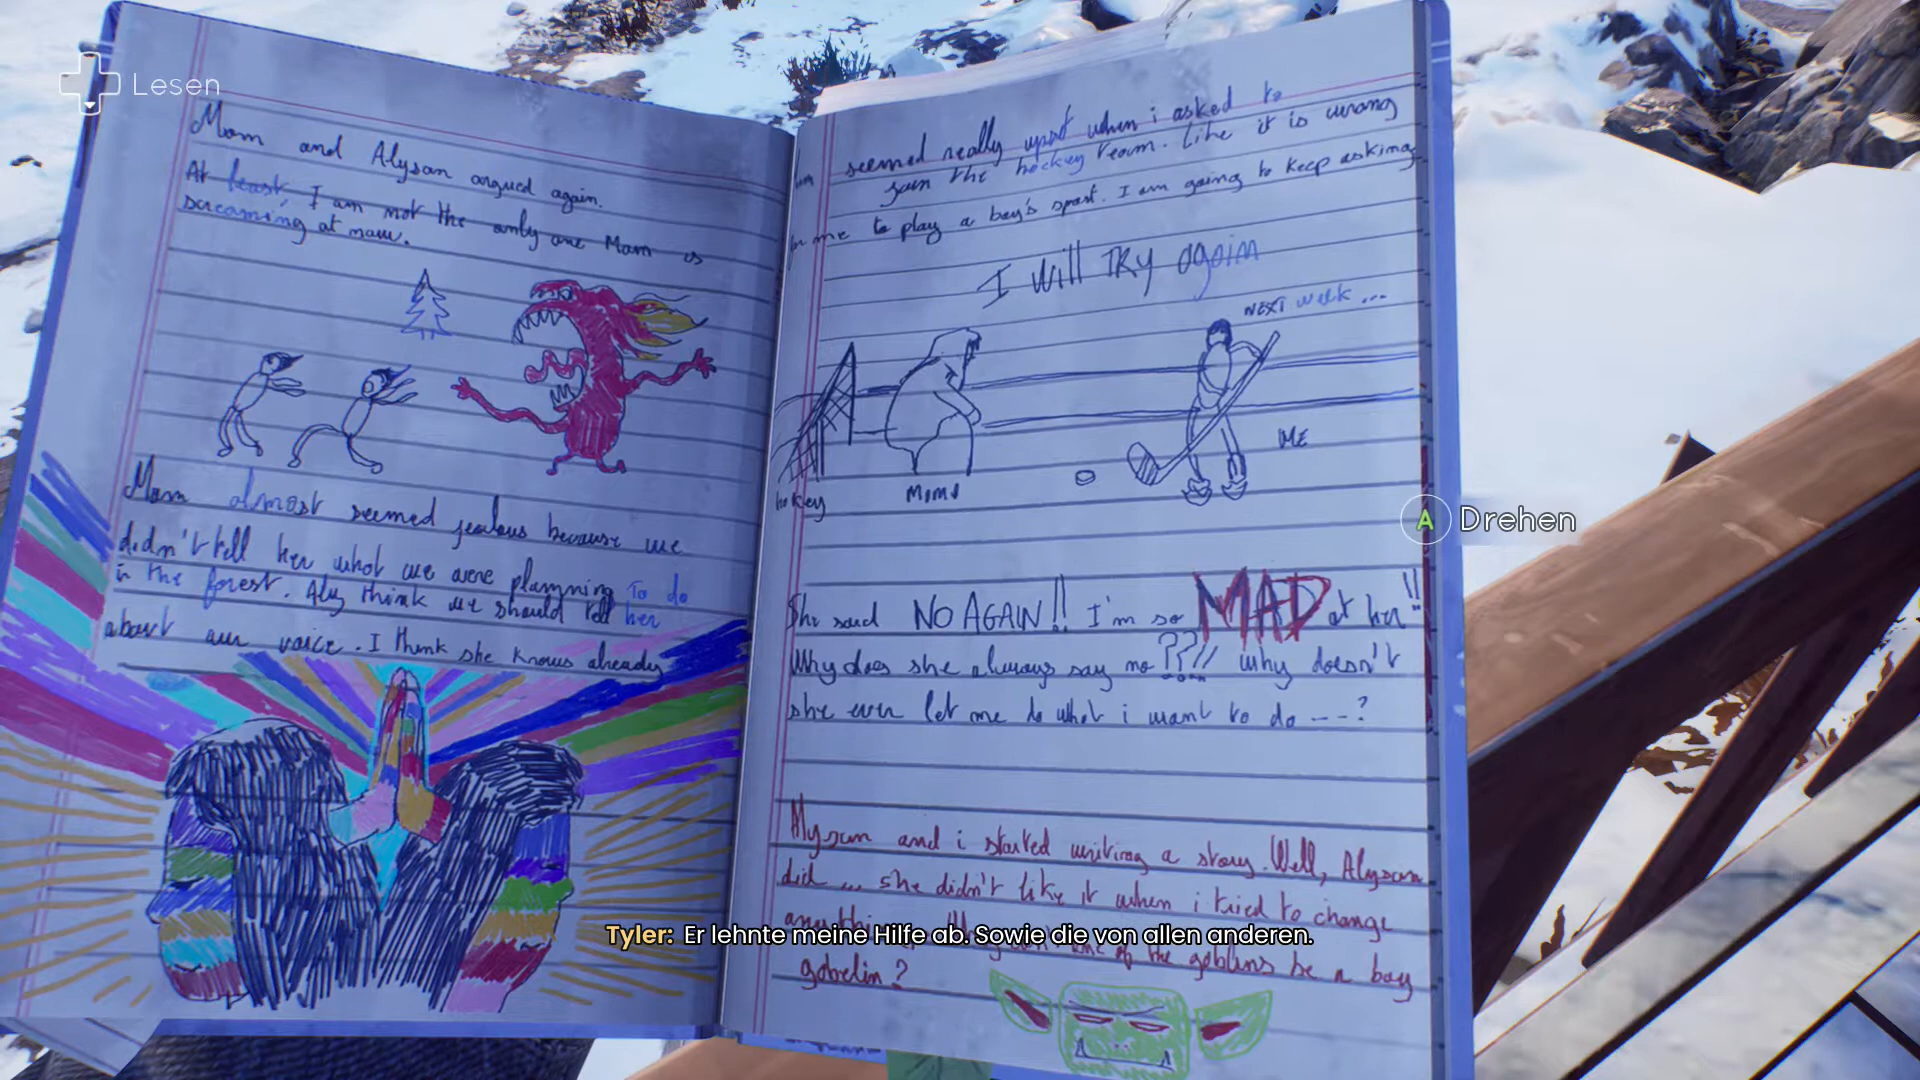 Lesen
Mom and Alyson argued again.
At least I am not the only one Mom is
screaming at now.
Mom almost seemed jealous because we
didn't tell her what we were planning to do
in the forest. Aly think we should tell her
about our voice. I think she knows already
seemed really upset when i asked to
join the hockey team. Like it is wrong
for me to play a boy's sport. I am going to keep asking
I will TRY again
NEXT week ...
ME
hockey
MOM
Drehen
A
She said NO AGAIN!! I'm so MAD at her!!
Why does she always say no ??!! why doesn't
she ever let me do what i want to do ---?
Alyson and i started writing a story. Well, Alyson
did ... she didn't like it when i tried to change
Tyler: Er lehnte meine Hilfe ab. Sowie die von allen anderen.
of the goblins be a boy
gobelin?